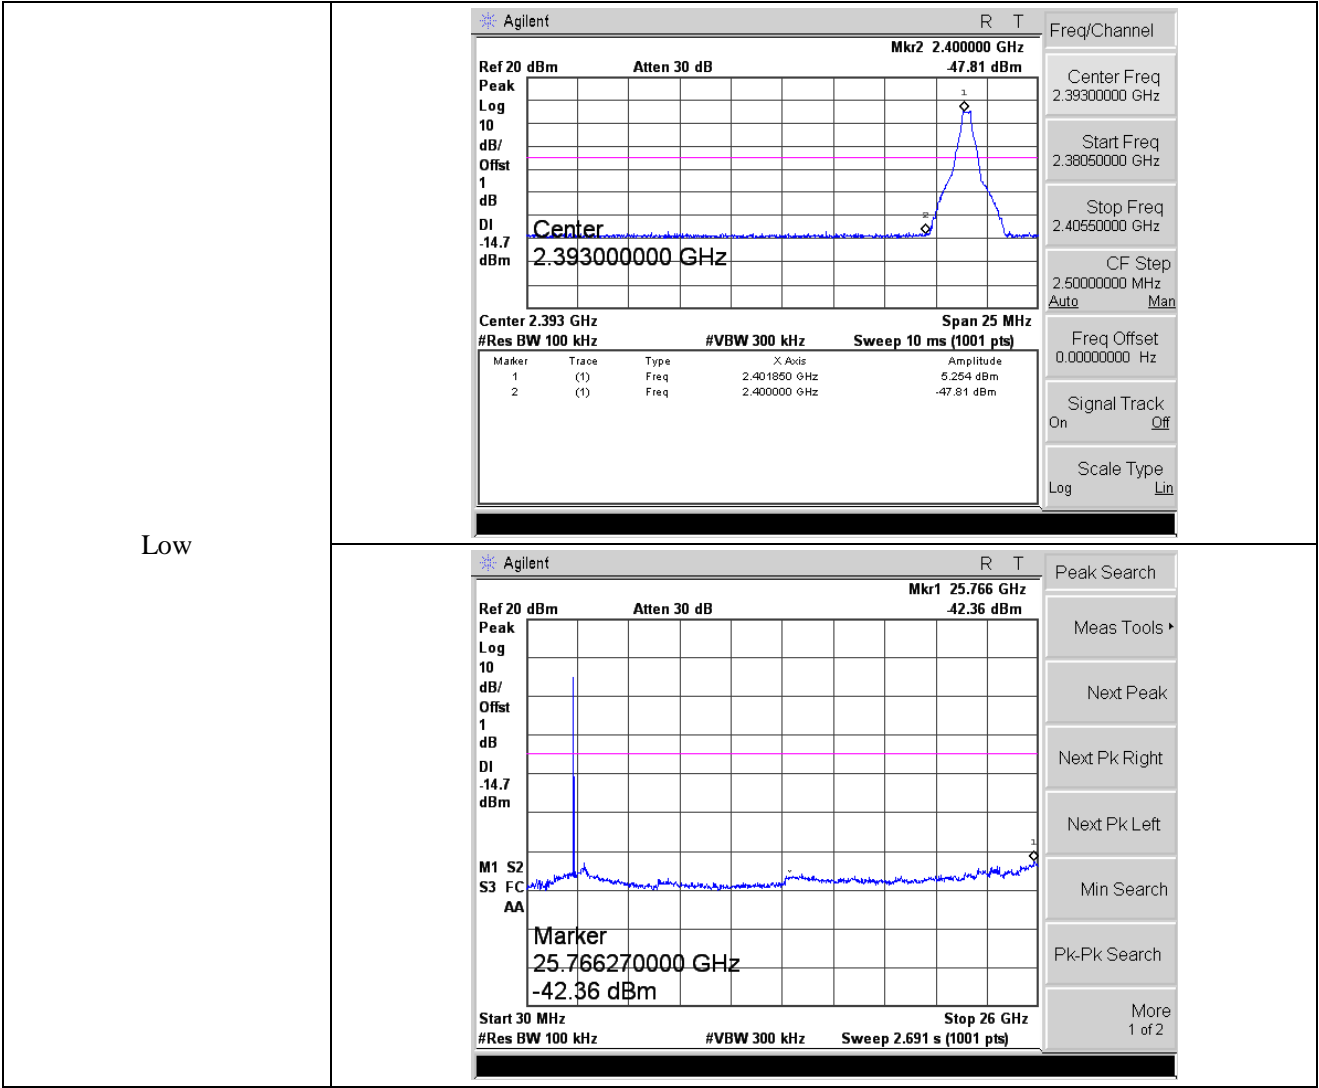 Low
Agilent R T
Mkr2 2.400000 GHz
Ref 20 dBm Atten 30 dB -47.81 dBm
Peak
Log
10
dB/
Offst
1
dB
DI
-14.7
dBm
1
2
Center
2.393000000 GHz
Center 2.393 GHz Span 25 MHz
#Res BW 100 kHz #VBW 300 kHz Sweep 10 ms (1001 pts)
Marker Trace Type X Axis Amplitude
1 (1) Freq 2.401850 GHz 5.254 dBm
2 (1) Freq 2.400000 GHz -47.81 dBm
Freq/Channel
Center Freq
2.39300000 GHz
Start Freq
2.38050000 GHz
Stop Freq
2.40550000 GHz
CF Step
2.50000000 MHz
Auto Man
Freq Offset
0.00000000 Hz
Signal Track
On Off
Scale Type
Log Lin
Agilent R T
Mkr1 25.766 GHz
Ref 20 dBm Atten 30 dB -42.36 dBm
Peak
Log
10
dB/
Offst
1
dB
DI
-14.7
dBm
1
M1 S2
S3 FC
AA
Marker
25.766270000 GHz
-42.36 dBm
Start 30 MHz Stop 26 GHz
#Res BW 100 kHz #VBW 300 kHz Sweep 2.691 s (1001 pts)
Peak Search
Meas Tools
Next Peak
Next Pk Right
Next Pk Left
Min Search
Pk-Pk Search
More
1 of 2